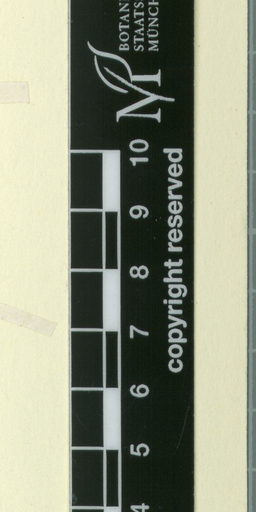 BOTAN
STAATS
MÜNCH
M
10
9
8
7
6
5
4
copyright reserved